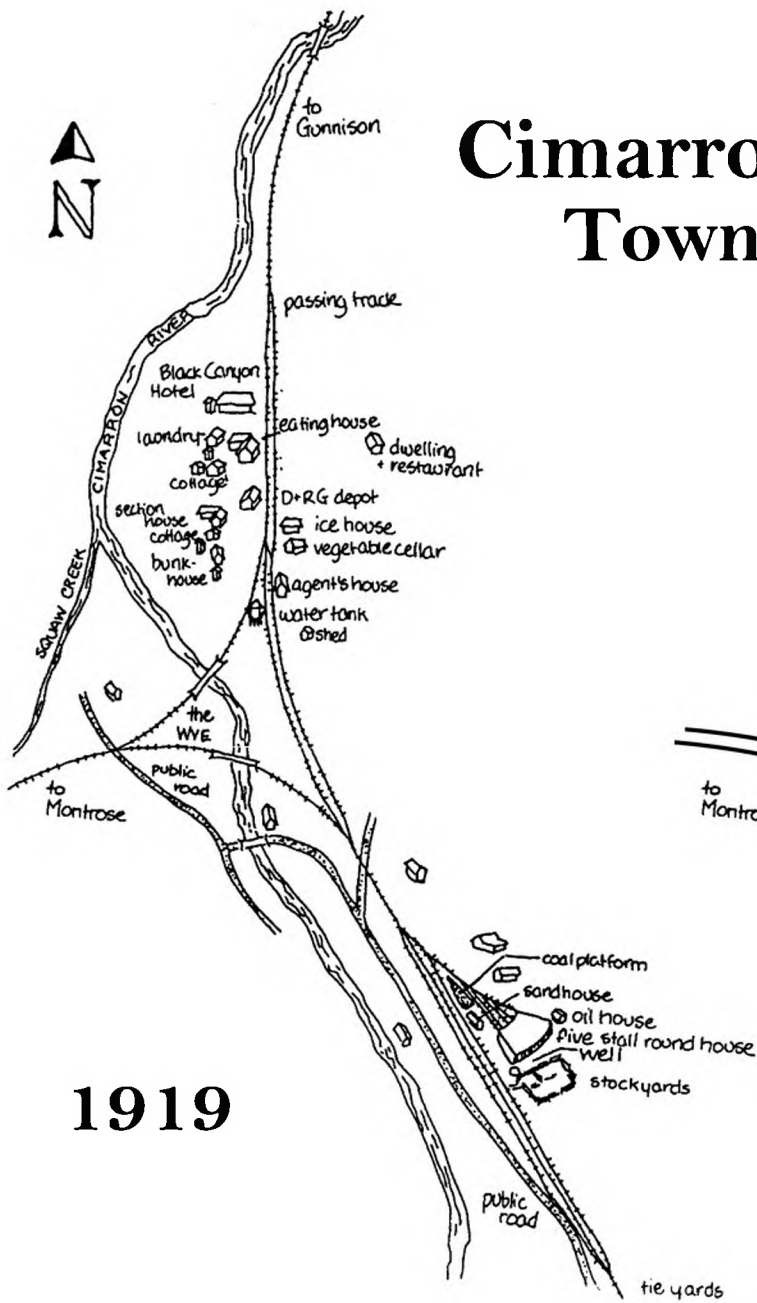 Cimarro
Town
N
to
Gunnison
passing track
CIMARRON RIVER
Black Canyon
Hotel
laundry
eating house
dwelling
+ restaurant
cottage
D+RG depot
section
house
ice house
cottage
vegetable cellar
bunk-
house
agent's house
water tank
shed
SQUAW CREEK
the
WYE
public
road
to
Montrose
to
Montro
coal platform
sandhouse
oil house
five stall round house
well
stockyards
1919
public
road
tie yards